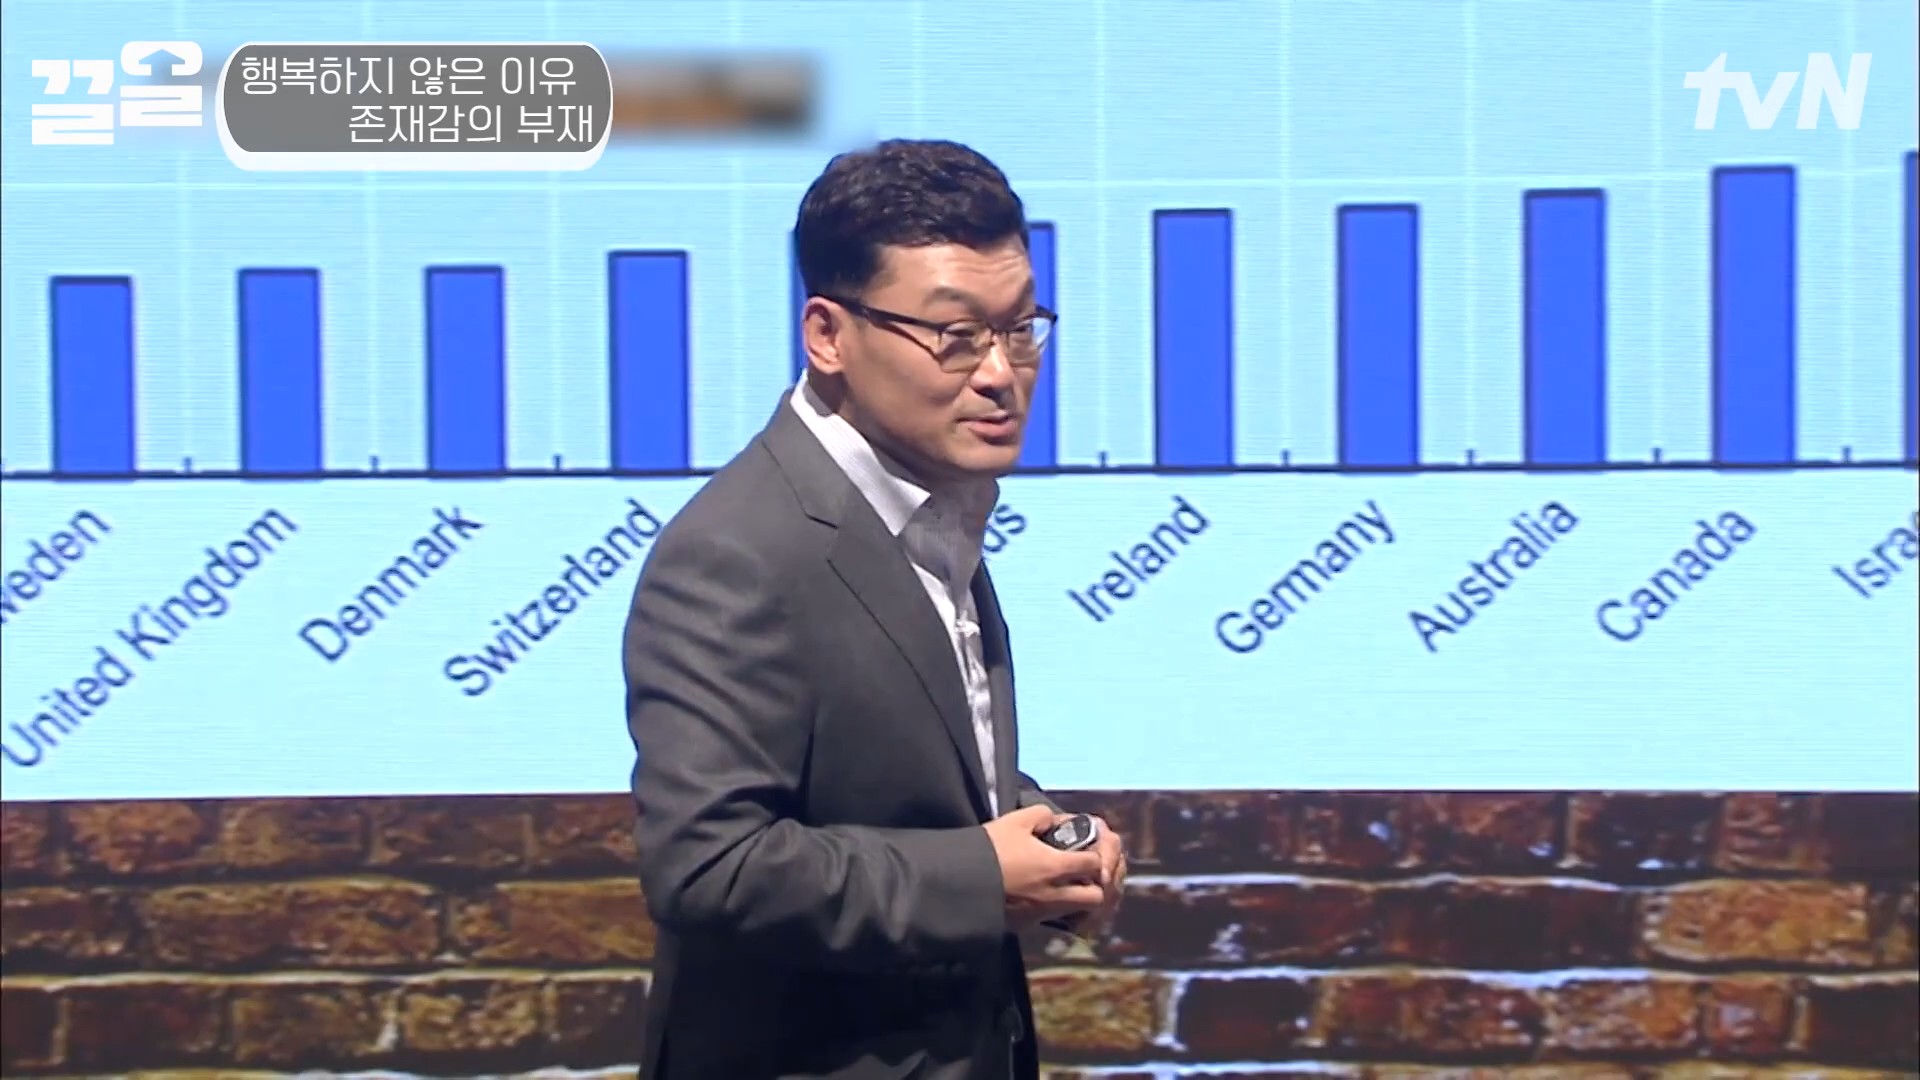 끌올
행복하지 않은 이유
존재감의 부재
tvN
weden
United Kingdom
Denmark
Switzerland
ds
Ireland
Germany
Australia
Canada
Isra